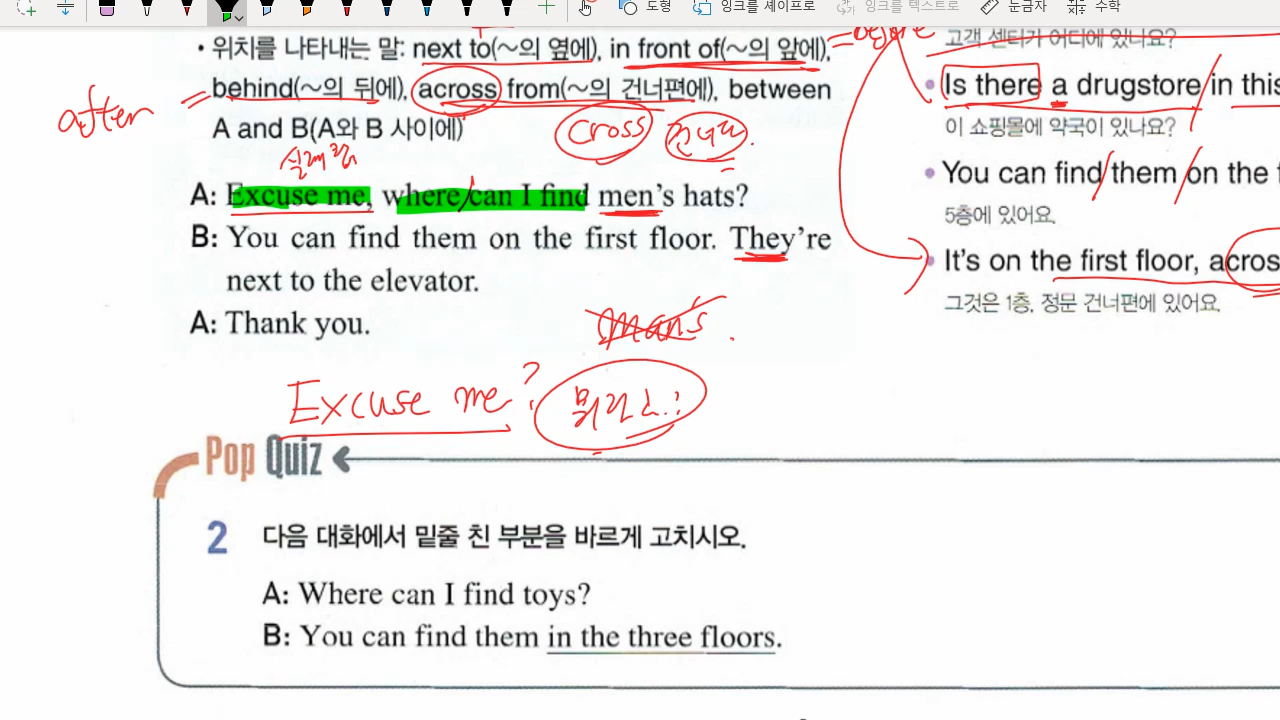 도형
잉크를 셰이프로
잉크를 텍스트로
눈금자
수학
• 위치를 나타내는 말: next to(~의 옆에), in front of(~의 앞에),
=before
behind(~의 뒤에), across from(~의 건너편에), between
after =
A and B(A와 B 사이에)
cross
건너다.
실례함
A: Excuse me, where can I find men's hats?
B: You can find them on the first floor. They're
next to the elevator.
A: Thank you.
man's
Excuse me?
Pop Quiz
2 다음 대화에서 밑줄 친 부분을 바르게 고치시오.
A: Where can I find toys?
B: You can find them in the three floors.
고객 센터가 어디에 있나요?
• Is there a drugstore in this
이 쇼핑몰에 약국이 있나요?
• You can find them on the
5층에 있어요.
• It's on the first floor,
그것은 1층, 정문 건너편에 있어요.